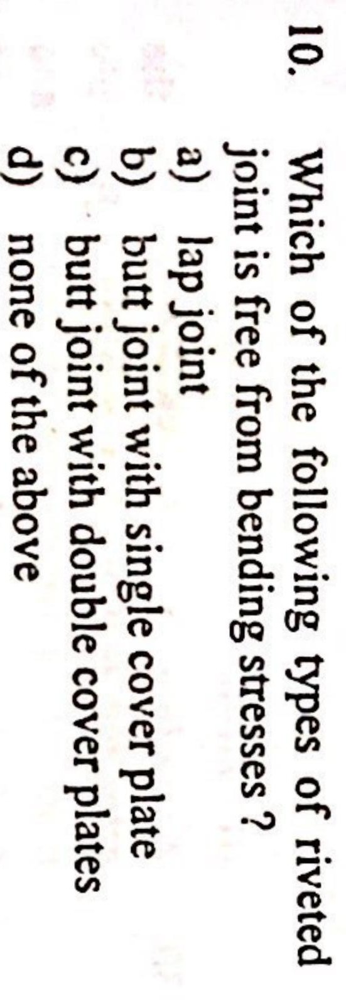 10. Which of the following types of riveted
joint is free from bending stresses ?
a) lap joint
b) butt joint with single cover plate
c) butt joint with double cover plates
d) none of the above